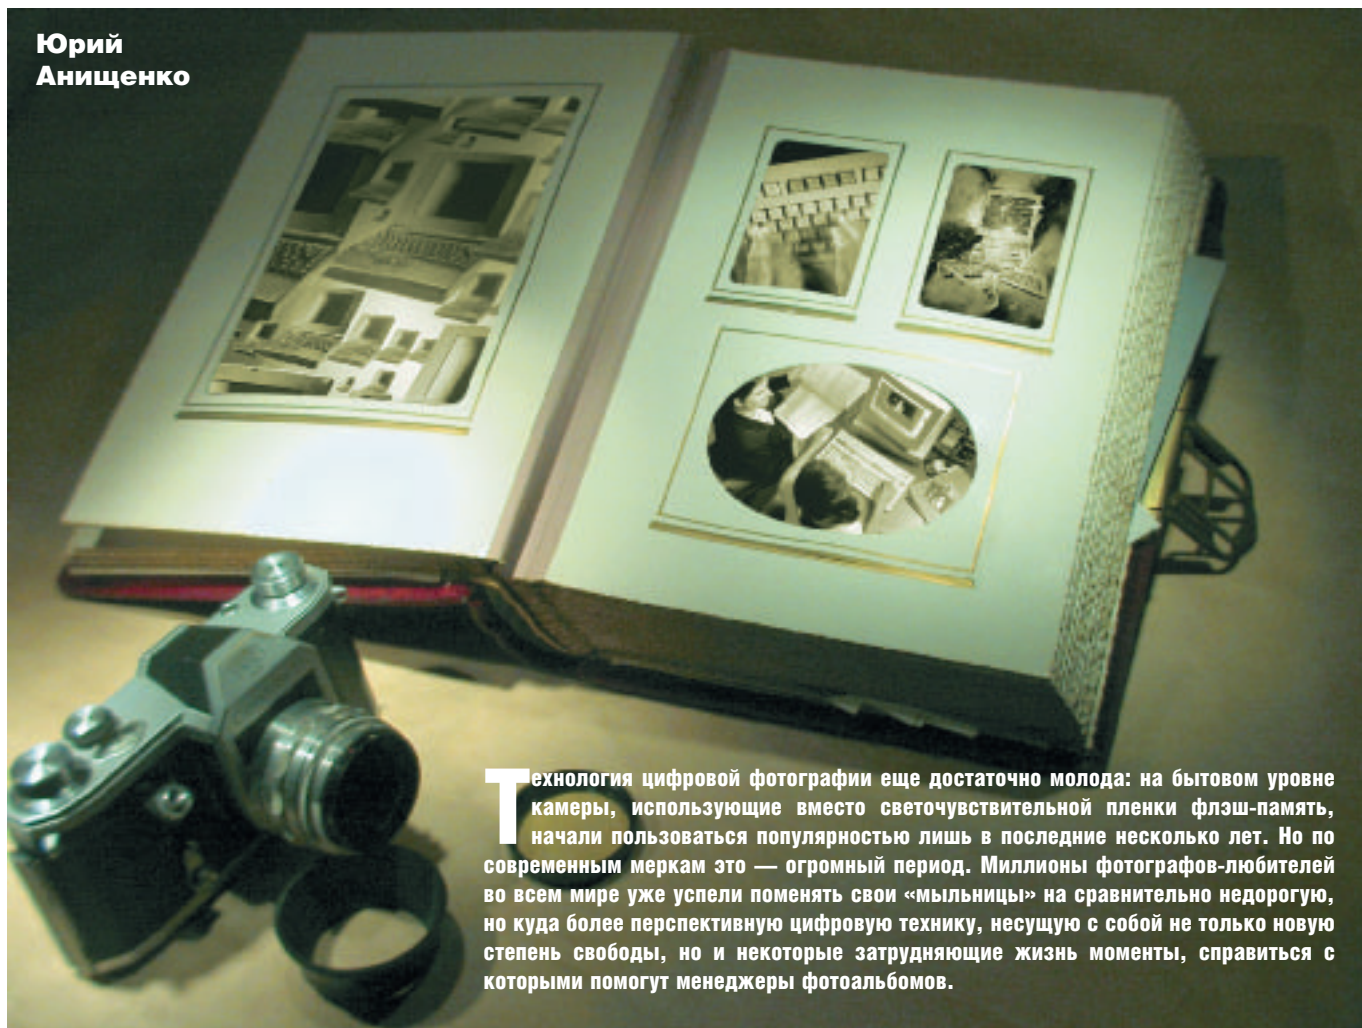 Юрий
Анищенко
Технология цифровой фотографии еще достаточно молода: на бытовом уровне
камеры, использующие вместо светочувствительной пленки флэш-память,
начали пользоваться популярностью лишь в последние несколько лет. Но по
современным меркам это — огромный период. Миллионы фотографов-любителей
во всем мире уже успели поменять свои «мыльницы» на сравнительно недорогую,
но куда более перспективную цифровую технику, несущую с собой не только новую
степень свободы, но и некоторые затрудняющие жизнь моменты, справиться с
которыми помогут менеджеры фотоальбомов.